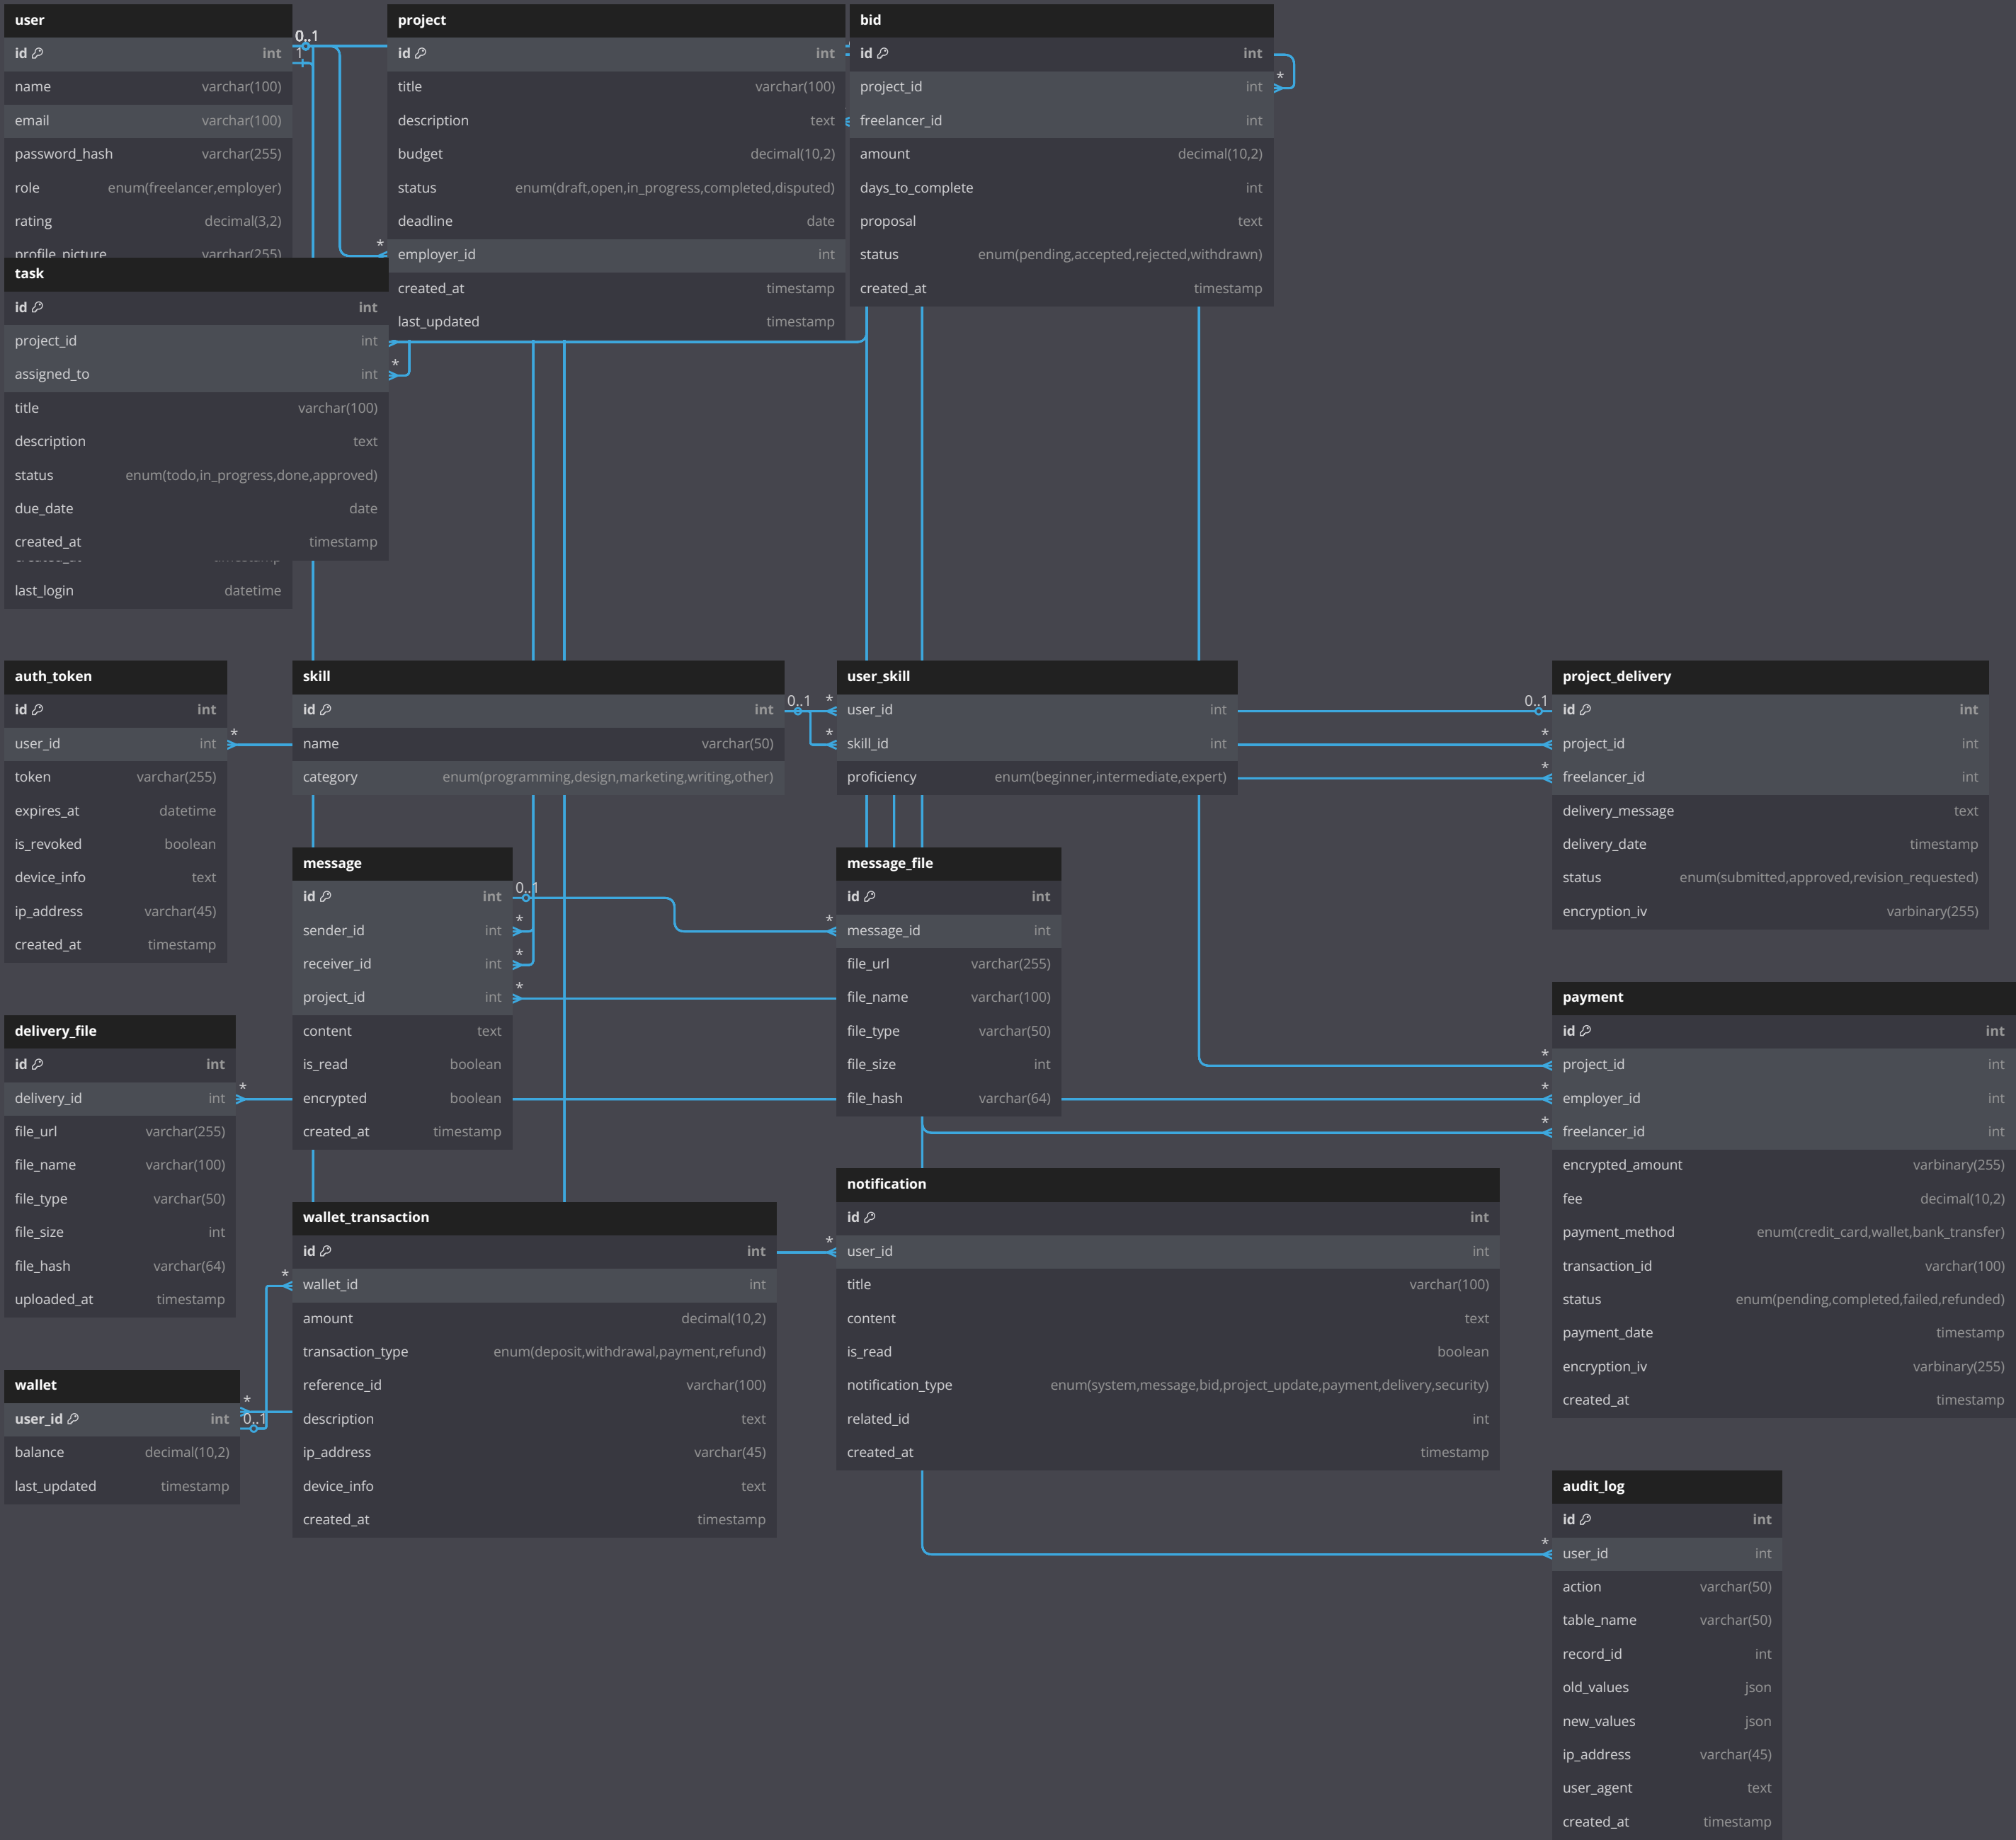 user
id int
name varchar(100)
email varchar(100)
password_hash varchar(255)
role enum(freelancer,employer)
rating decimal(3,2)
profile_picture varchar(255)
last_login datetime
0..1
1
*
project
id int
title varchar(100)
description text
budget decimal(10,2)
status enum(draft,open,in_progress,completed,disputed)
deadline date
employer_id int
created_at timestamp
last_updated timestamp
bid
id int
project_id int
freelancer_id int
amount decimal(10,2)
days_to_complete int
proposal text
status enum(pending,accepted,rejected,withdrawn)
created_at timestamp
*
task
id int
project_id int
assigned_to int
title varchar(100)
description text
status enum(todo,in_progress,done,approved)
due_date date
created_at timestamp
*
auth_token
id int
user_id int
token varchar(255)
expires_at datetime
is_revoked boolean
device_info text
ip_address varchar(45)
created_at timestamp
*
skill
id int
name varchar(50)
category enum(programming,design,marketing,writing,other)
0..1
*
*
user_skill
user_id int
skill_id int
proficiency enum(beginner,intermediate,expert)
0..1
*
*
project_delivery
id int
project_id int
freelancer_id int
delivery_message text
delivery_date timestamp
status enum(submitted,approved,revision_requested)
encryption_iv varbinary(255)
message
id int
sender_id int
receiver_id int
project_id int
content text
is_read boolean
encrypted boolean
created_at timestamp
0..1
*
*
*
*
message_file
id int
message_id int
file_url varchar(255)
file_name varchar(100)
file_type varchar(50)
file_size int
file_hash varchar(64)
*
*
*
payment
id int
project_id int
employer_id int
freelancer_id int
encrypted_amount varbinary(255)
fee decimal(10,2)
payment_method enum(credit_card,wallet,bank_transfer)
transaction_id varchar(100)
status enum(pending,completed,failed,refunded)
payment_date timestamp
encryption_iv varbinary(255)
created_at timestamp
delivery_file
id int
delivery_id int
file_url varchar(255)
file_name varchar(100)
file_type varchar(50)
file_size int
file_hash varchar(64)
uploaded_at timestamp
*
wallet_transaction
id int
wallet_id int
amount decimal(10,2)
transaction_type enum(deposit,withdrawal,payment,refund)
reference_id varchar(100)
description text
ip_address varchar(45)
device_info text
created_at timestamp
*
*
notification
id int
user_id int
title varchar(100)
content text
is_read boolean
notification_type enum(system,message,bid,project_update,payment,delivery,security)
related_id int
created_at timestamp
wallet
user_id int
balance decimal(10,2)
last_updated timestamp
*
0..1
*
audit_log
id int
user_id int
action varchar(50)
table_name varchar(50)
record_id int
old_values json
new_values json
ip_address varchar(45)
user_agent text
created_at timestamp